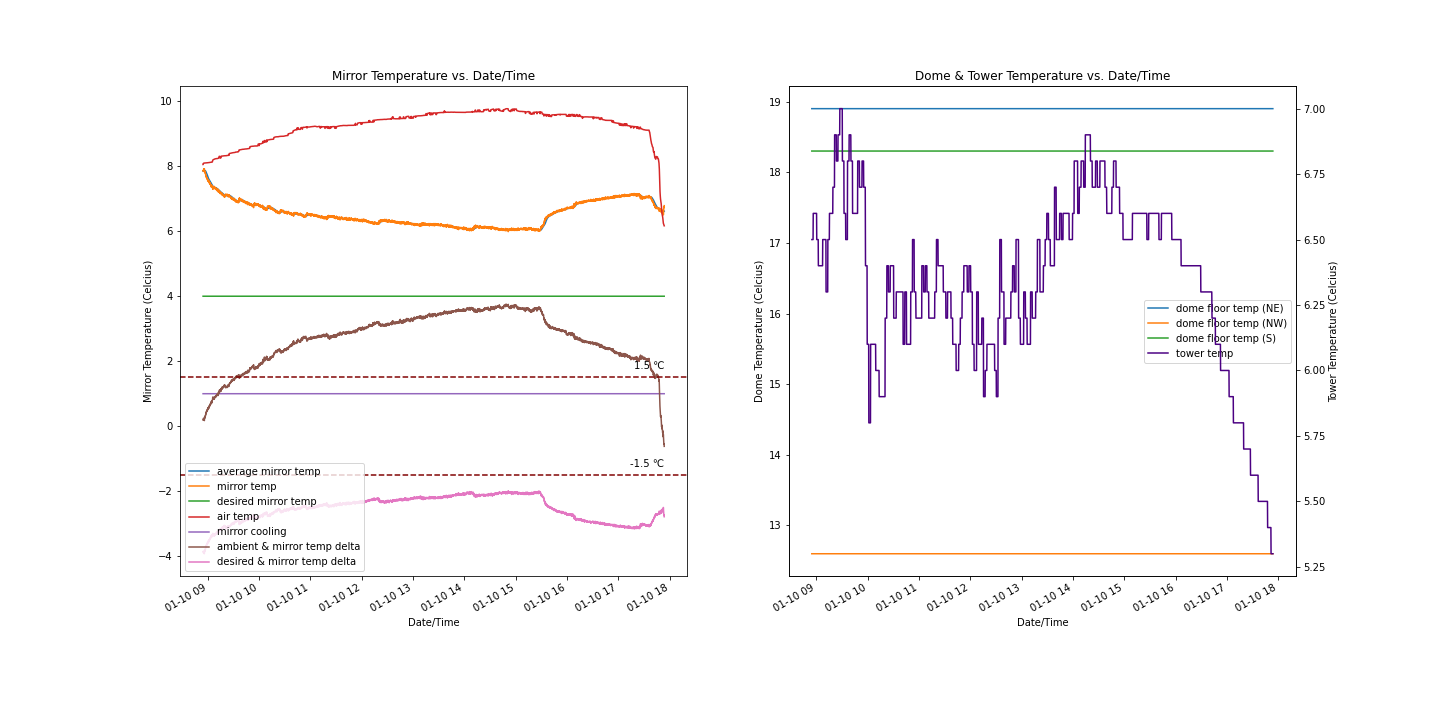 Mirror Temperature vs. Date/Time
Mirror Temperature (Celcius)
10
8
6
4
2
0
−2
−4
1.5 °C
-1.5 °C
average mirror temp
mirror temp
desired mirror temp
air temp
mirror cooling
ambient & mirror temp delta
desired & mirror temp delta
01-10 09
01-10 10
01-10 11
01-10 12
01-10 13
01-10 14
01-10 15
01-10 16
01-10 17
01-10 18
Date/Time
Dome & Tower Temperature vs. Date/Time
Dome Temperature (Celcius)
19
18
17
16
15
14
13
dome floor temp (NE)
dome floor temp (NW)
dome floor temp (S)
tower temp
7.00
6.75
6.50
6.25
6.00
5.75
5.50
5.25
Tower Temperature (Celcius)
01-10 09
01-10 10
01-10 11
01-10 12
01-10 13
01-10 14
01-10 15
01-10 16
01-10 17
01-10 18
Date/Time